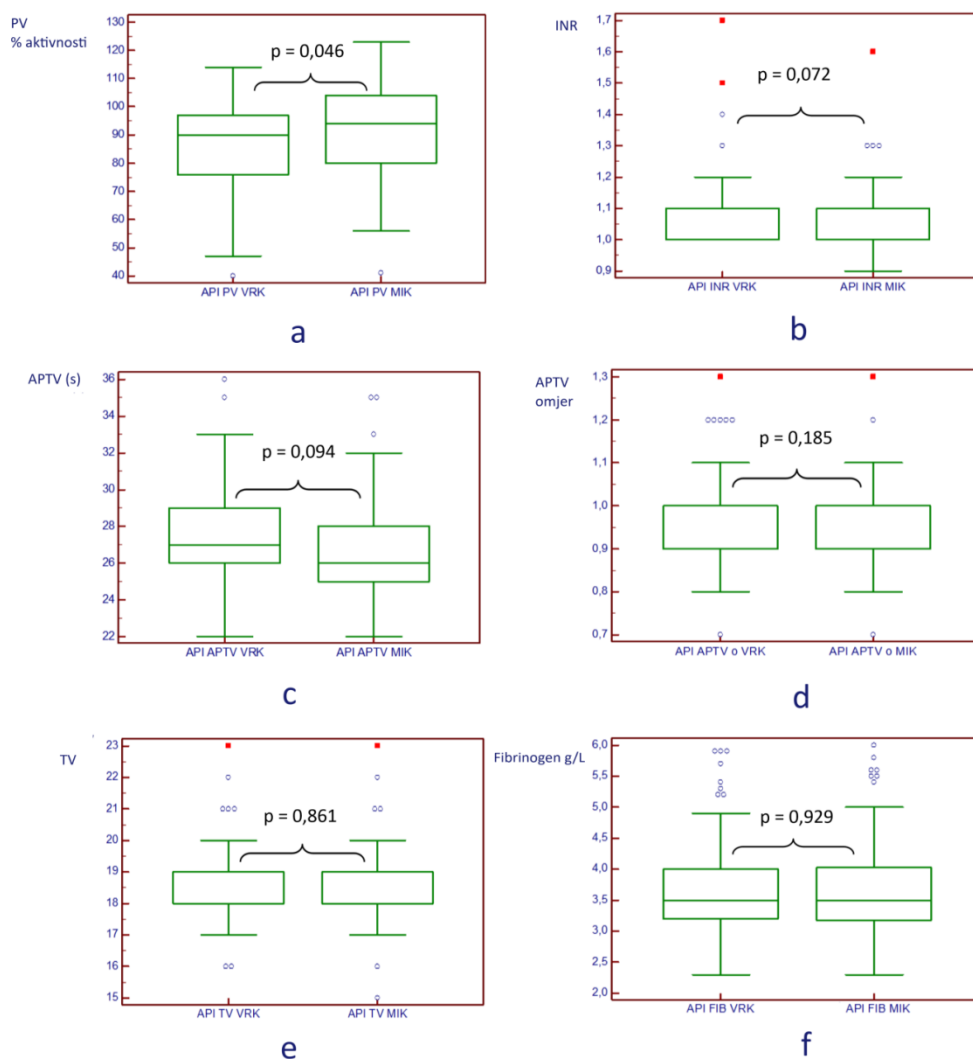 PV
% aktivnosti
130
120
110
100
90
80
70
60
50
40
p = 0,046
API PV VRK
API PV MIK
a
INR
1,7
1,6
1,5
1,4
1,3
1,2
1,1
1,0
0,9
p = 0,072
API INR VRK
API INR MIK
b
APTV (s)
36
34
32
30
28
26
24
22
p = 0,094
API APTV VRK
API APTV MIK
c
APTV
omjer
1,3
1,2
1,1
1,0
0,9
0,8
0,7
p = 0,185
API APTV o VRK
API APTV o MIK
d
TV
23
22
21
20
19
18
17
16
15
p = 0,861
API TV VRK
API TV MIK
e
Fibrinogen g/L
6,0
5,5
5,0
4,5
4,0
3,5
3,0
2,5
2,0
p = 0,929
API FIB VRK
API FIB MIK
f